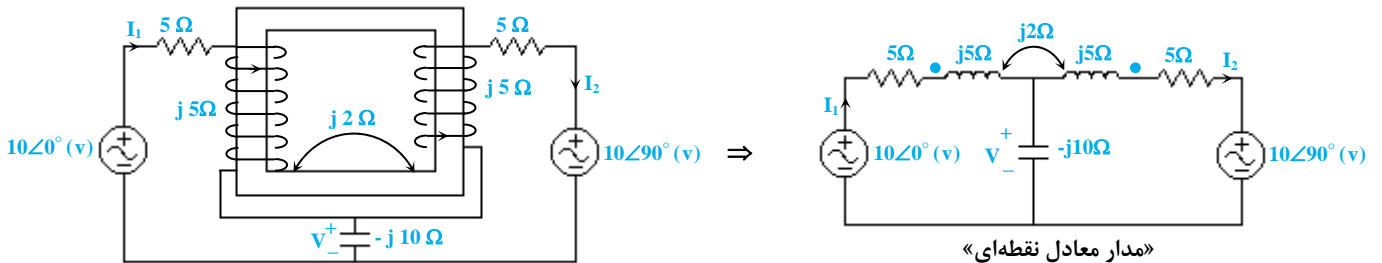 I₁
5 Ω
5 Ω
I₂
j 5Ω
j 5 Ω
j 2 Ω
10∠0° (v)
+
10∠90° (v)
+
⇒
V
+
–
- j 10 Ω
j2Ω
5Ω
j5Ω
j5Ω
5Ω
I₂
I₁
10∠0° (v)
+
V
+
–
-j10Ω
10∠90° (v)
+
«مدار معادل نقطه‌ای»